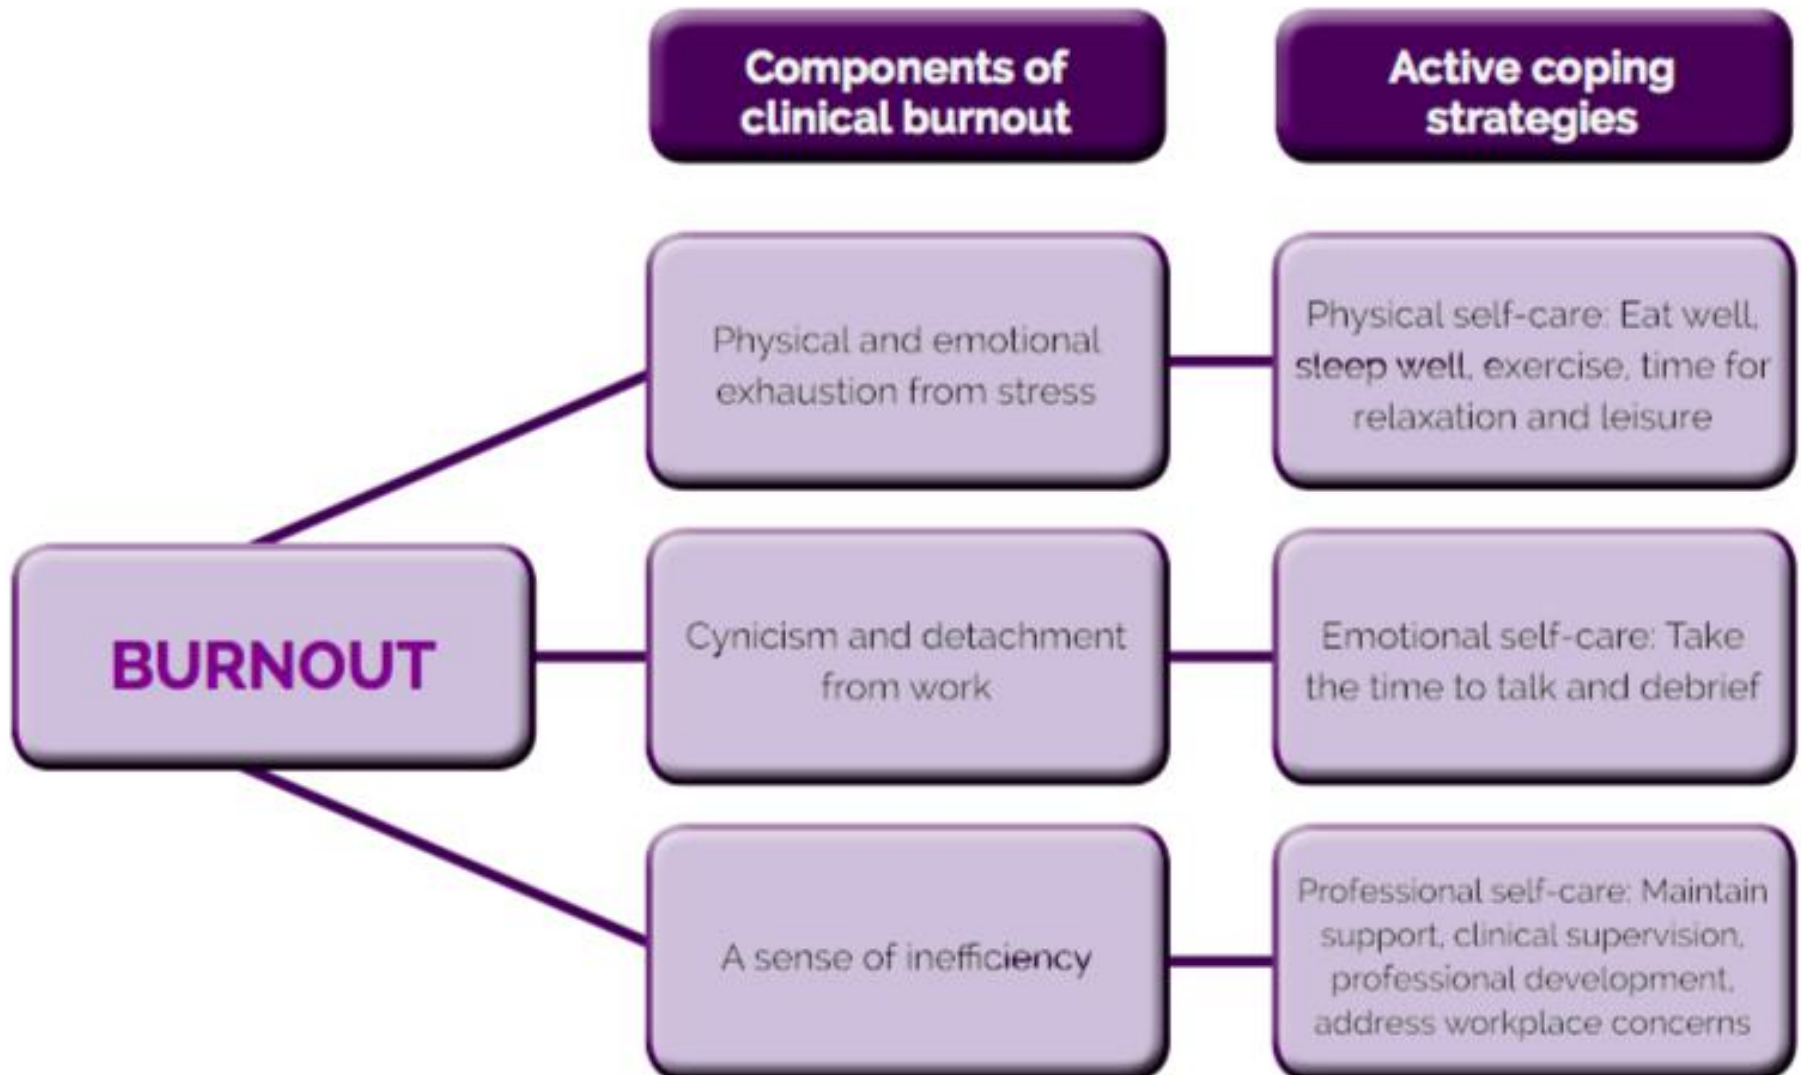 Components of
clinical burnout
Active coping
strategies
Physical and emotional
exhaustion from stress
Physical self-care: Eat well,
sleep well, exercise, time for
relaxation and leisure
BURNOUT
Cynicism and detachment
from work
Emotional self-care: Take
the time to talk and debrief
A sense of inefficiency
Professional self-care: Maintain
support, clinical supervision,
professional development,
address workplace concerns